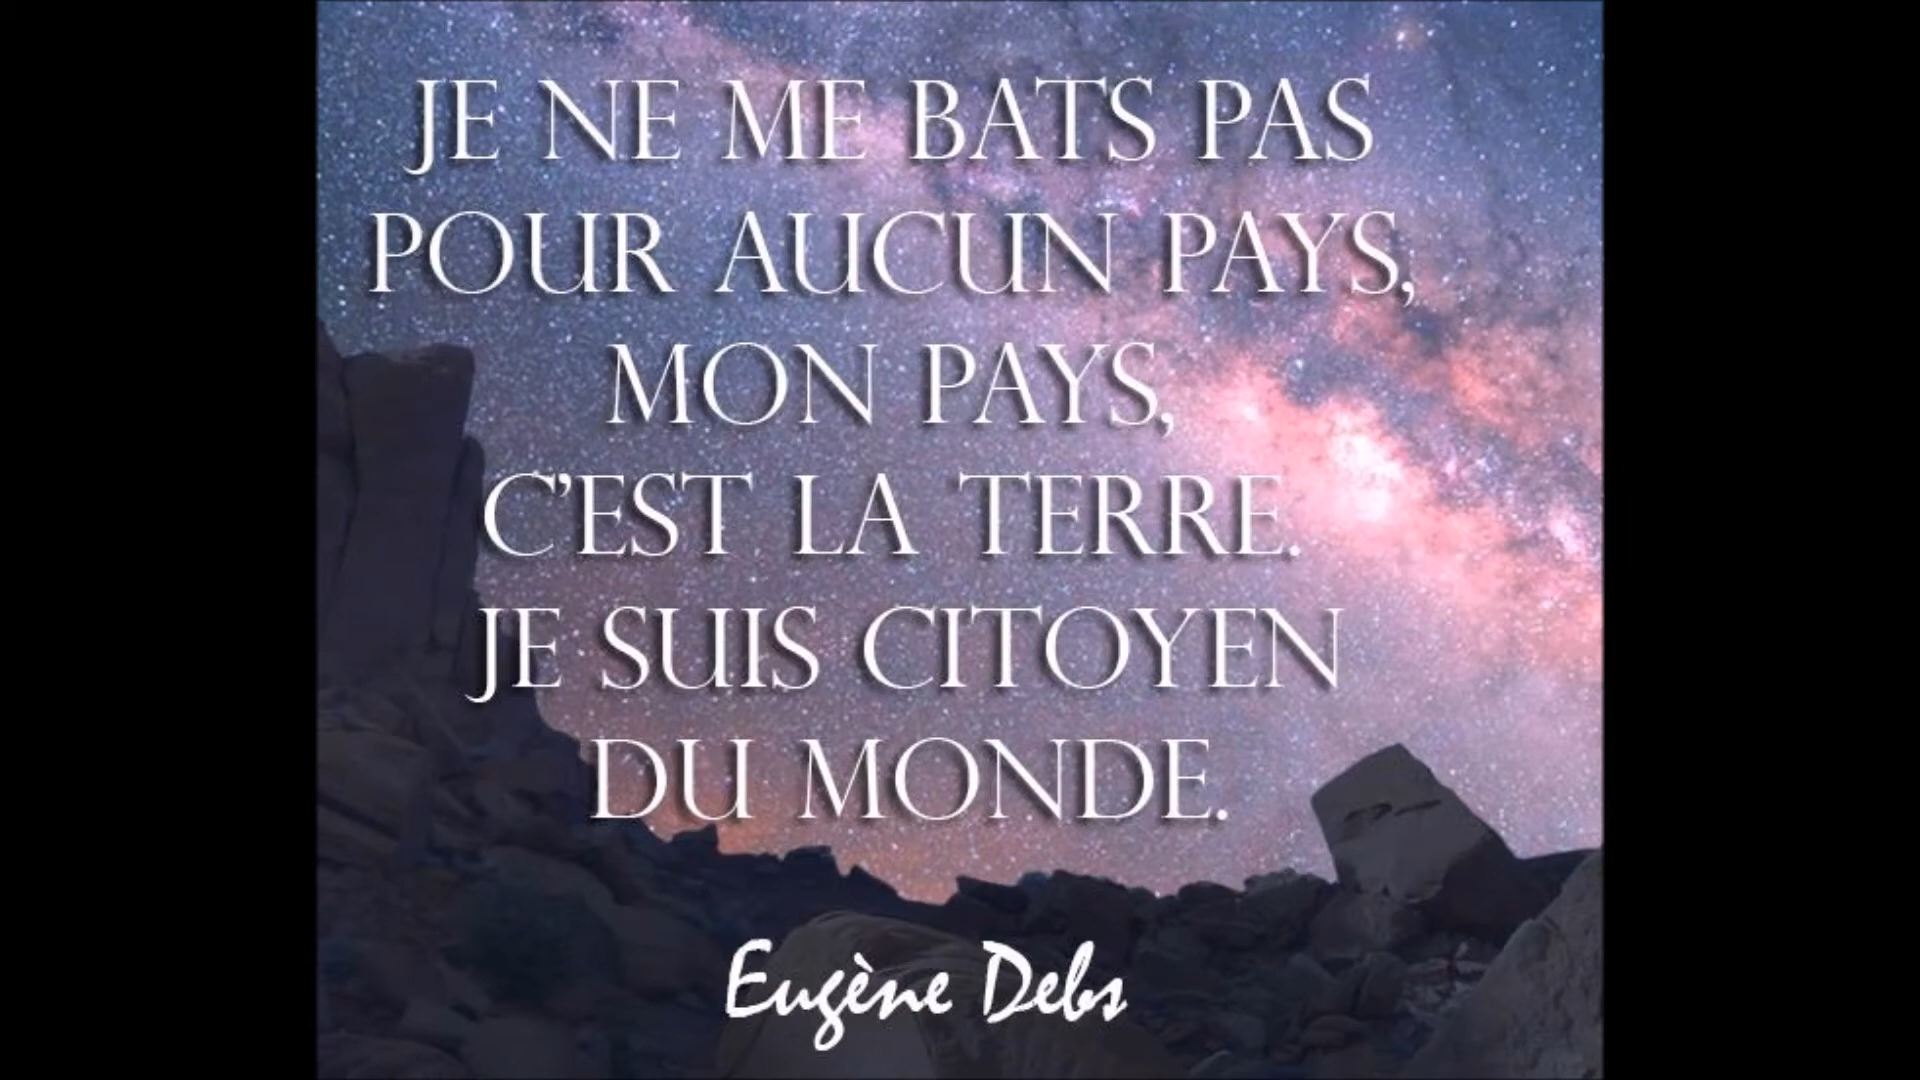 JE NE ME BATS PAS
POUR AUCUN PAYS,
MON PAYS,
C'EST LA TERRE.
JE SUIS CITOYEN
DU MONDE.
Eugène Debs